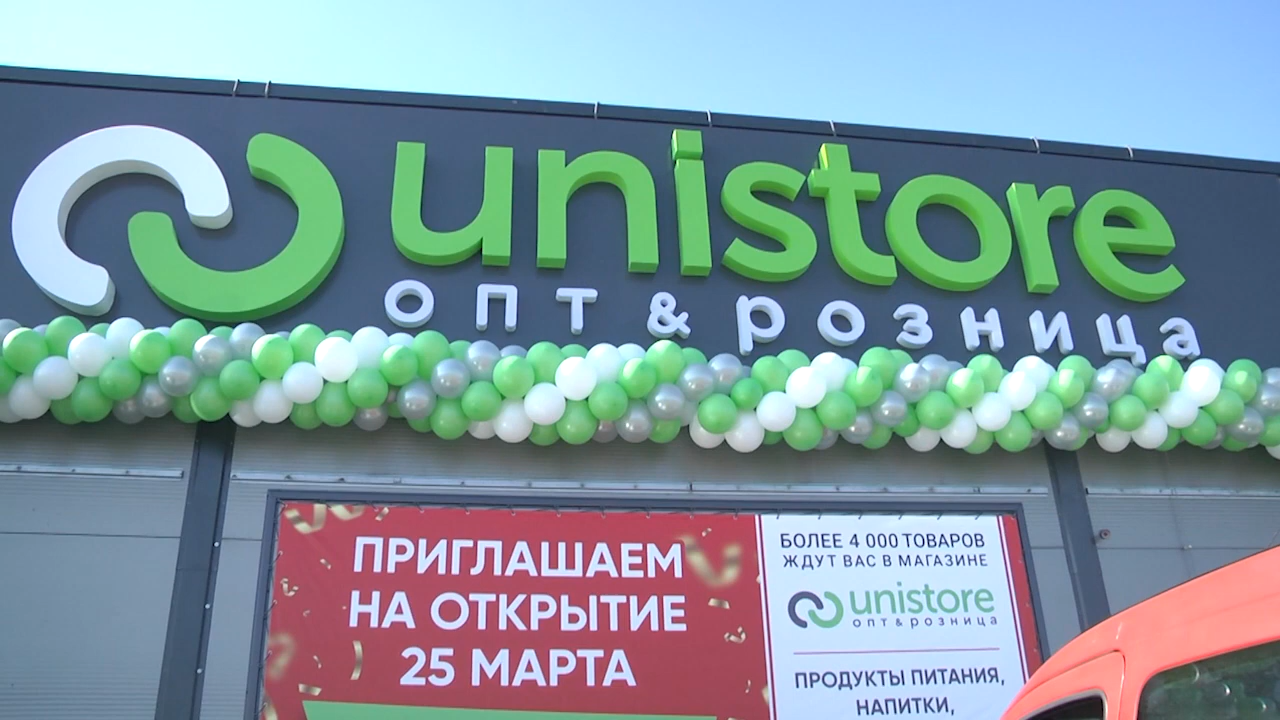 unistore
опт & розница
ПРИГЛАШАЕМ
НА ОТКРЫТИЕ
25 МАРТА
БОЛЕЕ 4 000 ТОВАРОВ
ЖДУТ ВАС В МАГАЗИНЕ
unistore
опт & розница
ПРОДУКТЫ ПИТАНИЯ,
НАПИТКИ,